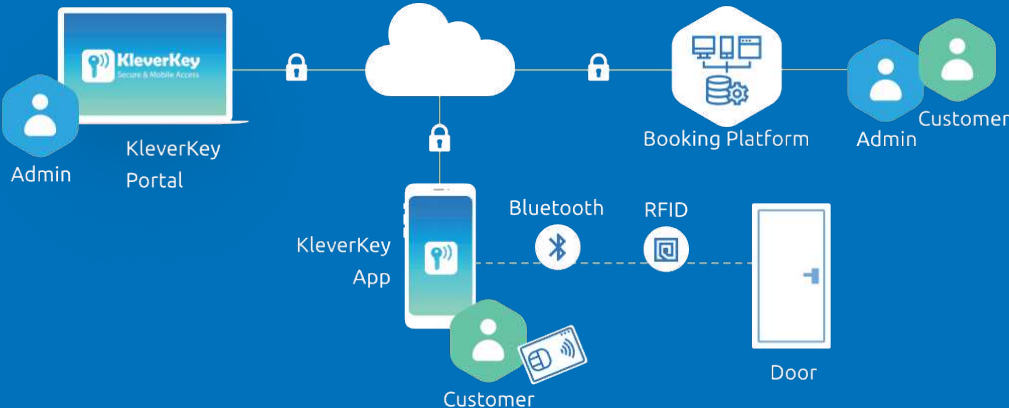 KleverKey
Secure & Mobile Access
Admin
KleverKey
Portal
Booking Platform
Admin
Customer
KleverKey
App
Bluetooth
RFID
Customer
Door